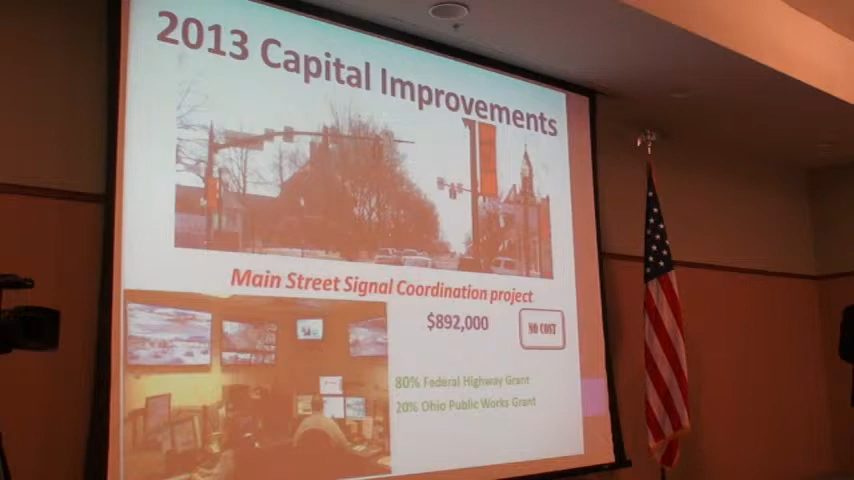 2013 Capital Improvements
Main Street Signal Coordination project
$892,000
NO COST
80% Federal Highway Grant
20% Ohio Public Works Grant